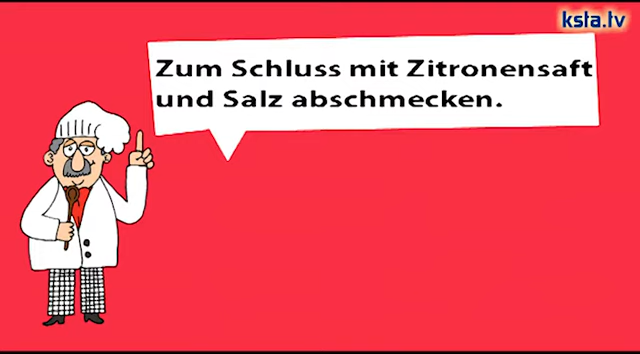 ksta.tv
Zum Schluss mit Zitronensaft
und Salz abschmecken.